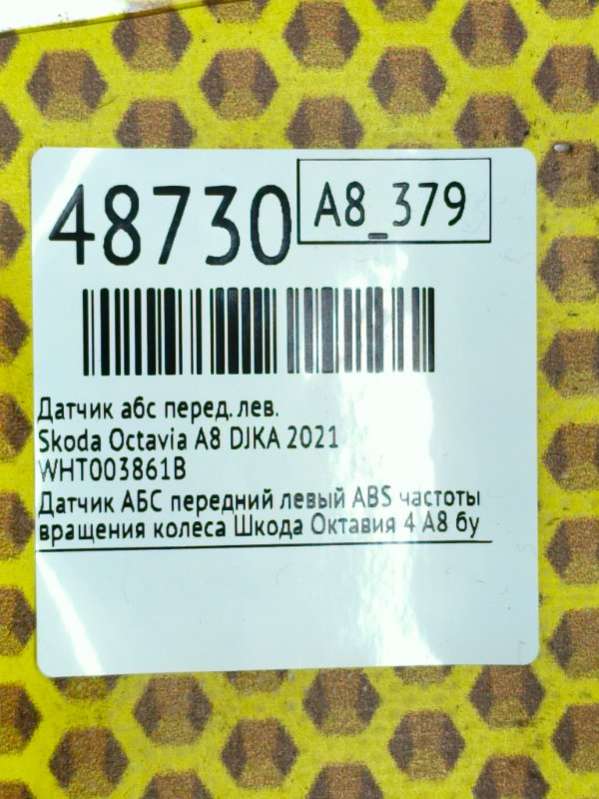 48730
A8_379
Датчик абс перед. лев.
Skoda Octavia A8 DJKA 2021
WHT003861B
Датчик АБС передний левый ABS частоты
вращения колеса Шкода Октавия 4 А8 бу